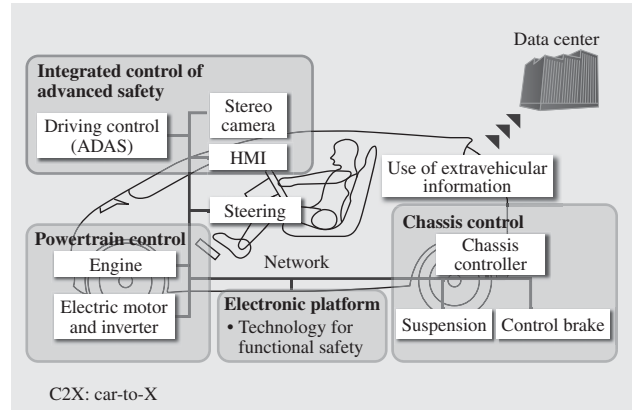 Data center
Integrated control of
advanced safety
Stereo
camera
Driving control
(ADAS)
HMI
Use of extravehicular
information
Steering
Chassis control
Powertrain control
Chassis
controller
Engine
Network
Electric motor
and inverter
Electronic platform
• Technology for
functional safety
Suspension
Control brake
C2X: car-to-X